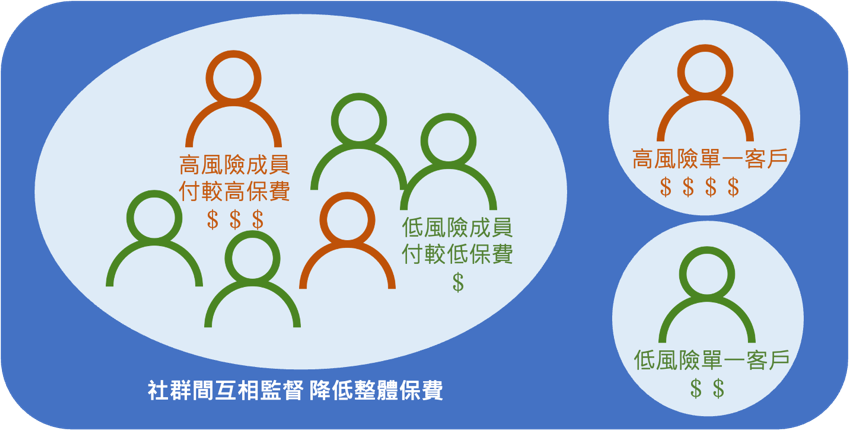 高風險成員
付較高保費
$ $ $
低風險成員
付較低保費
$
社群間互相監督 降低整體保費
高風險單一客戶
$ $ $ $
低風險單一客戶
$ $